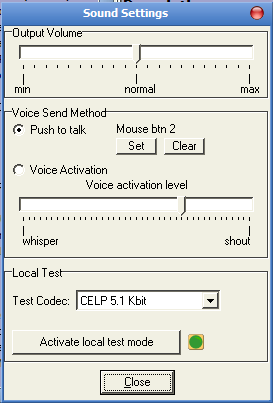 Sound Settings
Output Volume
min normal max
Voice Send Method
Push to talk Mouse btn 2
Set Clear
Voice Activation
Voice activation level
whisper shout
Local Test
Test Codec: CELP 5.1 Kbit
Activate local test mode
Close